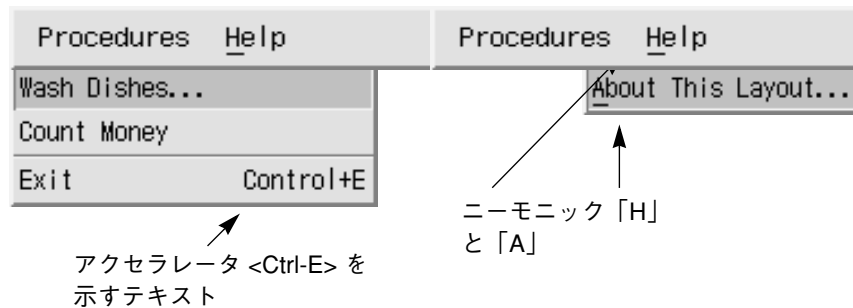 Procedures Help
Wash Dishes...
Count Money
Exit Control+E
アクセラレータ <Ctrl-E> を
示すテキスト
Procedures Help
About This Layout...
ニーモニック「H」
と「A」